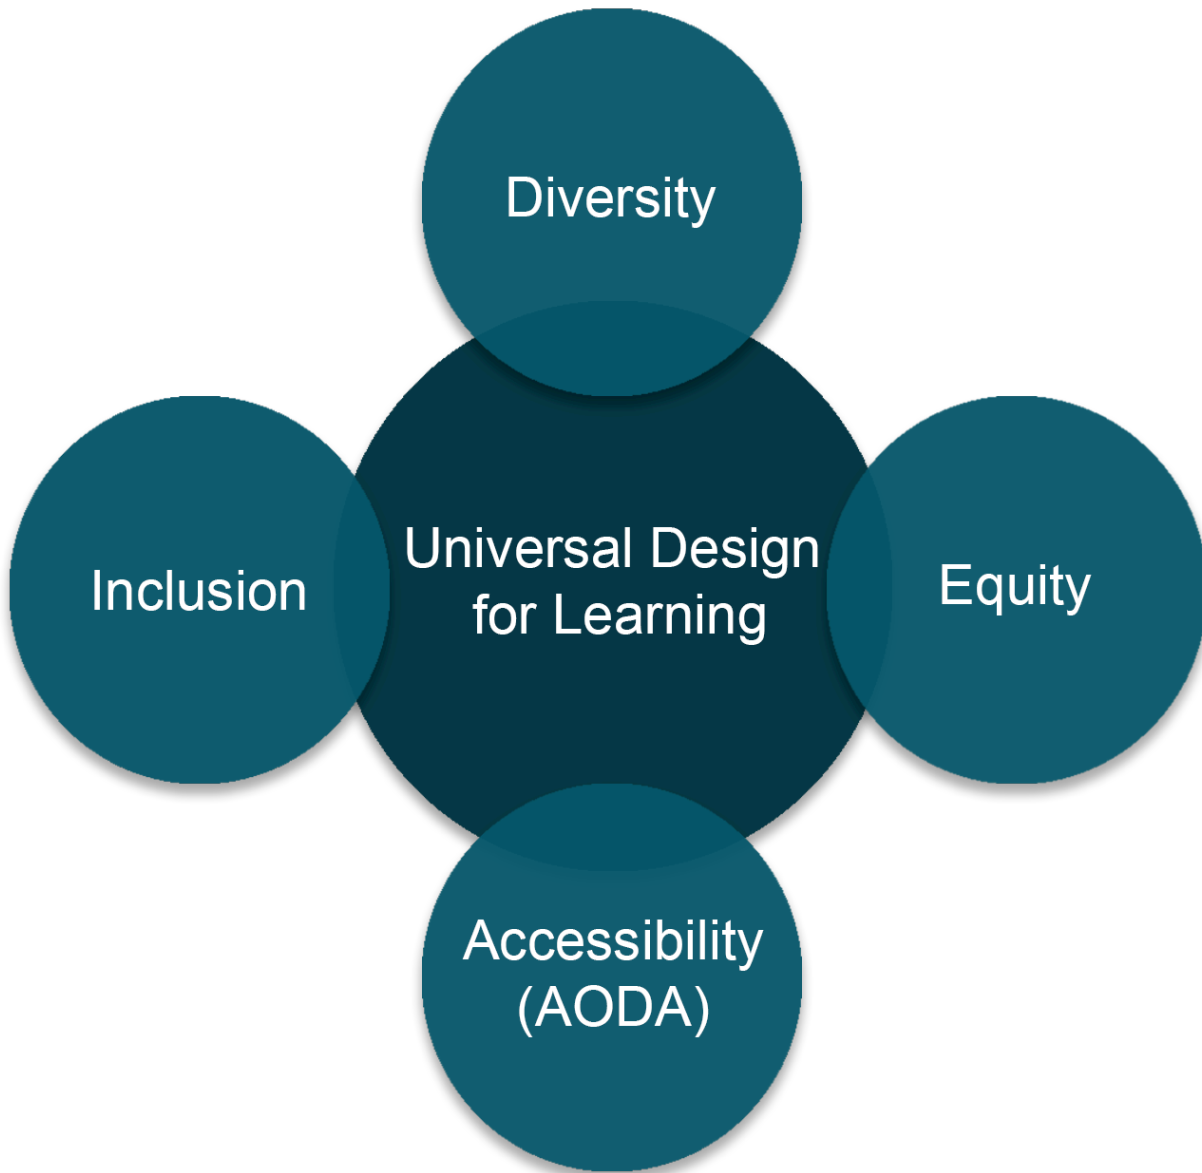 Diversity
Inclusion
Universal Design
for Learning
Equity
Accessibility
(AODA)